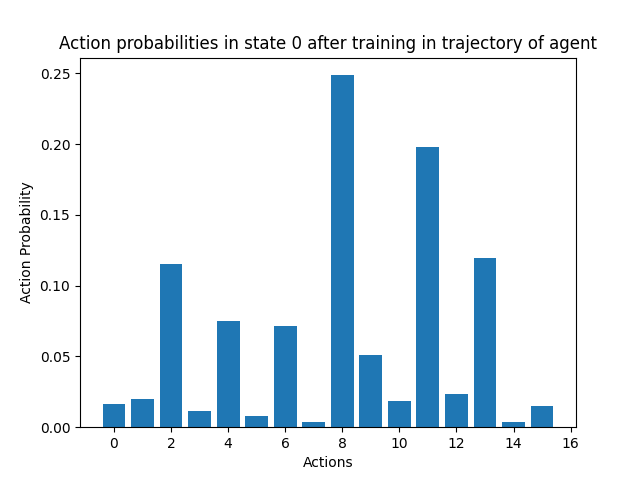 Action probabilities in state 0 after training in trajectory of agent
0.25
0.20
0.15
0.10
0.05
0.00
Action Probability
0 2 4 6 8 10 12 14 16
Actions